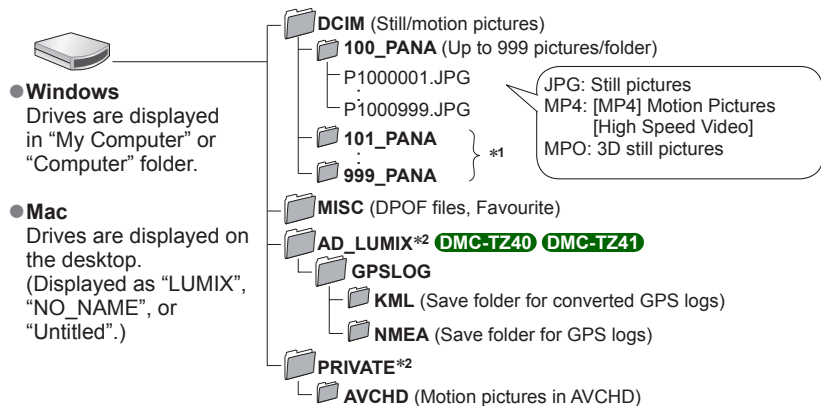 ●Windows
Drives are displayed
in “My Computer” or
“Computer” folder.
●Mac
Drives are displayed on
the desktop.
(Displayed as “LUMIX”,
“NO_NAME”, or
“Untitled”.)
DCIM (Still/motion pictures)
100_PANA (Up to 999 pictures/folder)
P1000001.JPG
P1000999.JPG
101_PANA
999_PANA
*1
JPG: Still pictures
MP4: [MP4] Motion Pictures
[High Speed Video]
MPO: 3D still pictures
MISC (DPOF files, Favourite)
AD_LUMIX*2 DMC-TZ40 DMC-TZ41
GPSLOG
KML (Save folder for converted GPS logs)
NMEA (Save folder for GPS logs)
PRIVATE*2
AVCHD (Motion pictures in AVCHD)